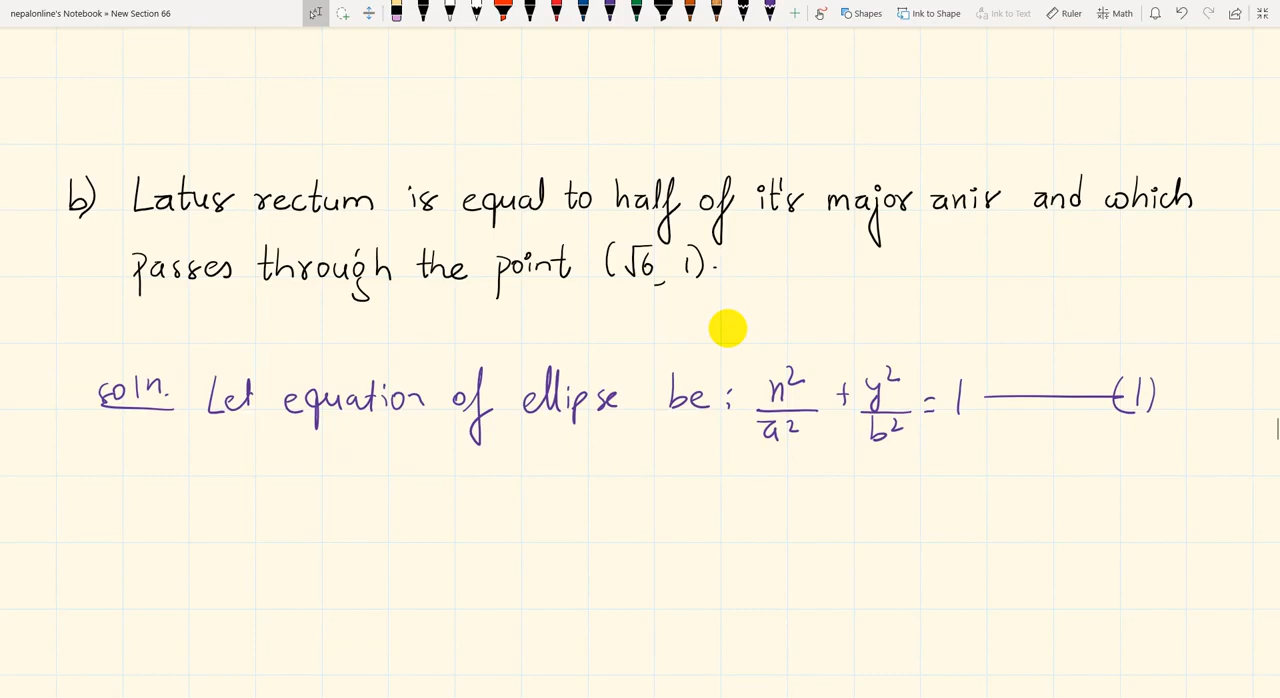 nepalonline's Notebook » New Section 66
Shapes Ink to Shape Ink to Text Ruler Math
b) Latus rectum is equal to half of it's major axis and which
passes through the point (√6, 1).
soln. Let equation of ellipse be: x²/a² + y²/b² = 1 ———(1)